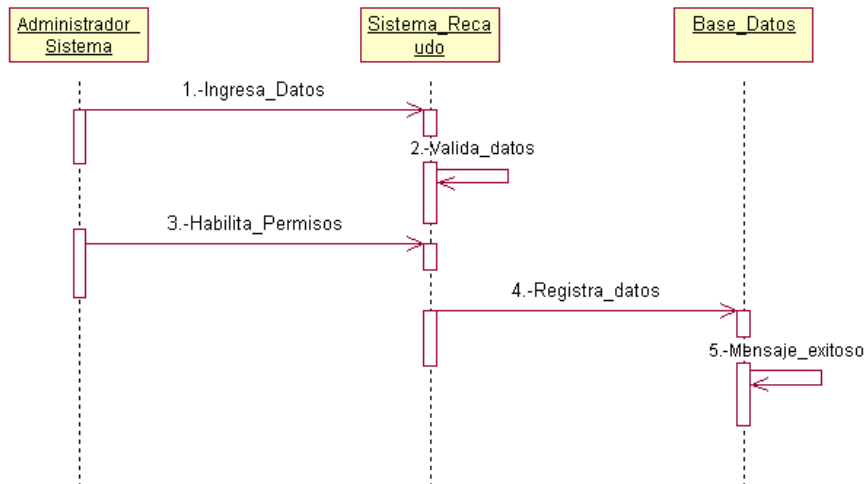 Administrador_
Sistema
Sistema_Reca
udo
Base_Datos
1.-Ingresa_Datos
2.-Valida_datos
3.-Habilita_Permisos
4.-Registra_datos
5.-Mensaje_exitoso